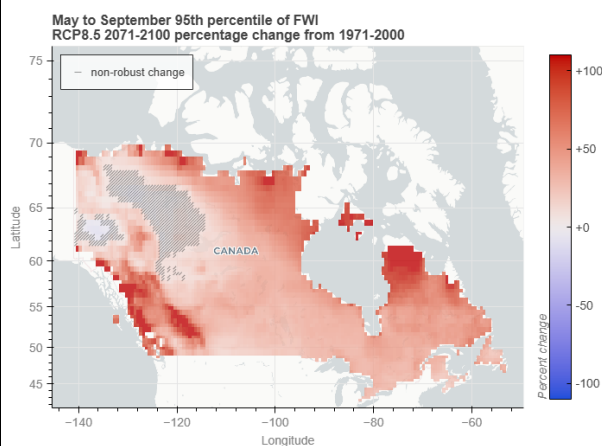 May to September 95th percentile of FWI
RCP8.5 2071-2100 percentage change from 1971-2000
non-robust change
75
70
65
60
55
50
45
Latitude
CANADA
−140
−120
−100
−80
−60
Longitude
+100
+50
+0
-50
-100
Percent change